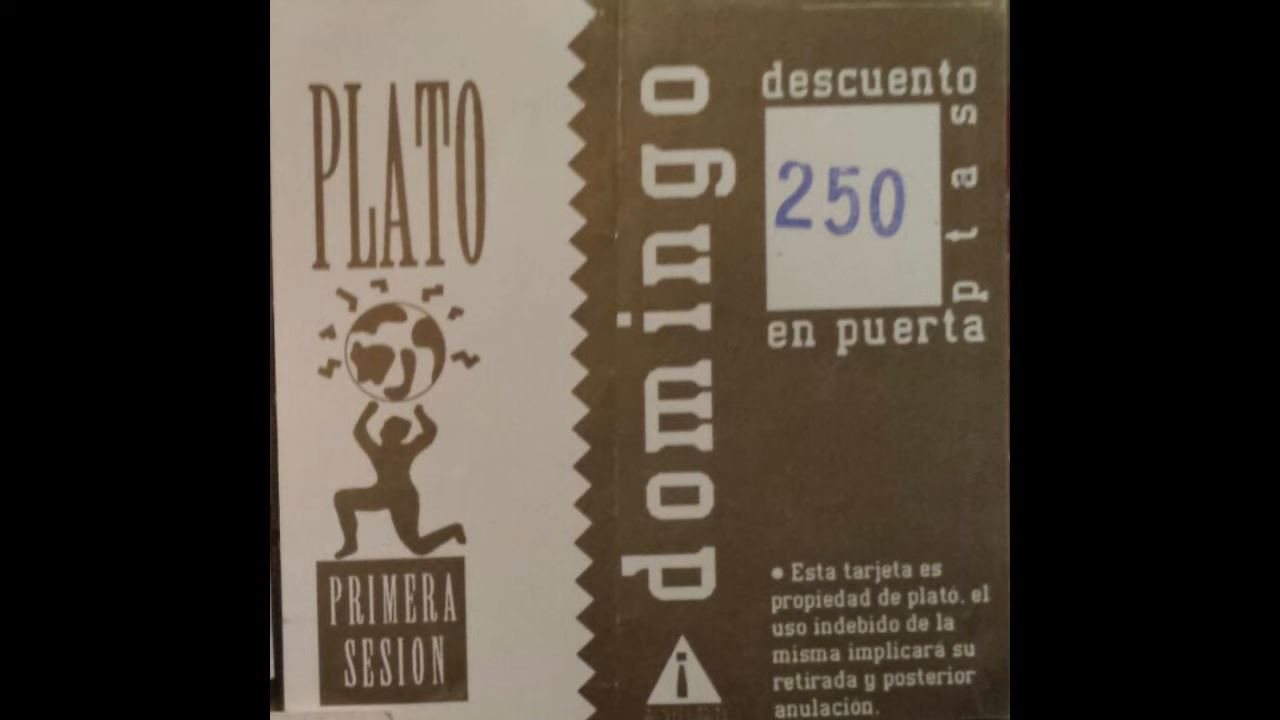 PLATO
PRIMERA
SESION
domingo
descuento
250
ptas
en puerta
• Esta tarjeta es
propiedad de plató. el
uso indebido de la
misma implicará su
retirada y posterior
anulación.